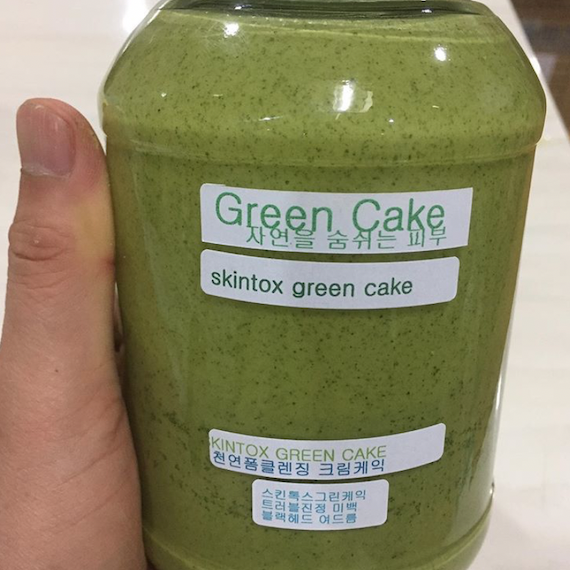 Green Cake
자연을 숨쉬는 피부
skintox green cake
KINTOX GREEN CAKE
천연폼클렌징 크림케익
스킨톡스그린케익
트러블진정 미백
블랙헤드 여드름